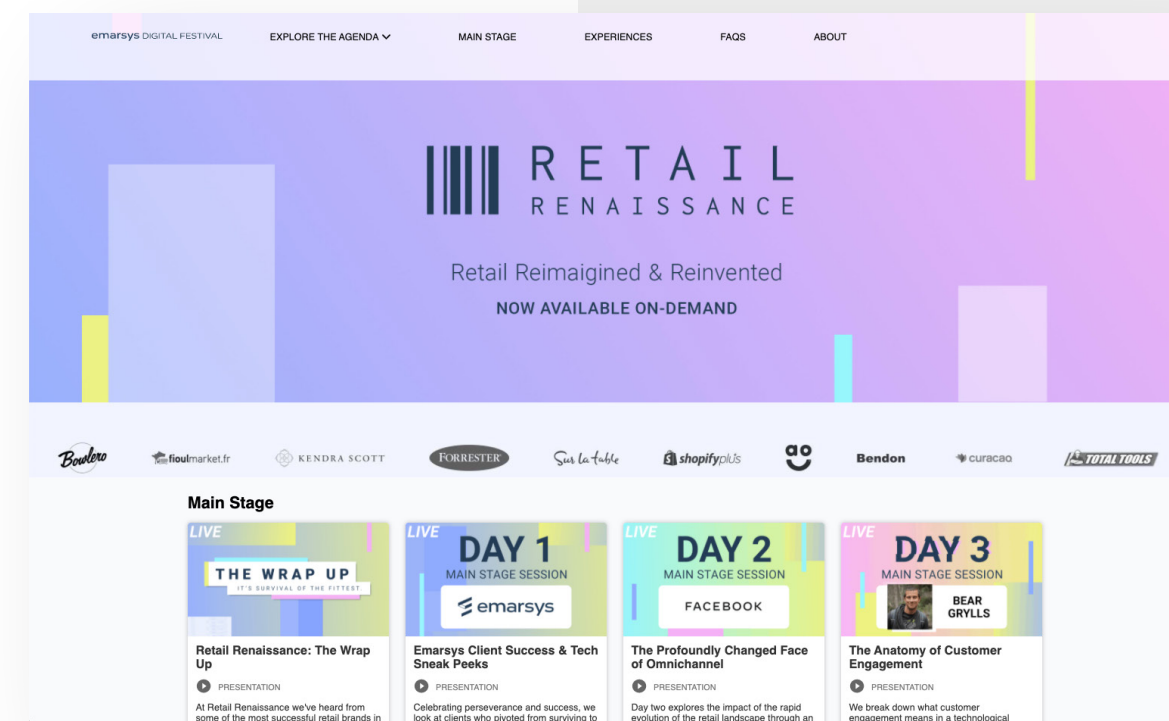 emarsys DIGITAL FESTIVAL
EXPLORE THE AGENDA
MAIN STAGE
EXPERIENCES
FAQS
ABOUT
RETAIL
RENAISSANCE
Retail Reimaigined & Reinvented
NOW AVAILABLE ON-DEMAND
Bowlero
fioulmarket.fr
KENDRA SCOTT
FORRESTER
Sur la table
shopifyplus
ao
Bendon
curacao
TOTAL TOOLS
Main Stage
LIVE
THE WRAP UP
IT'S SURVIVAL OF THE FITTEST.
Retail Renaissance: The Wrap
Up
PRESENTATION
At Retail Renaissance we've heard from
some of the most successful retail brands in
LIVE
DAY 1
MAIN STAGE SESSION
emarsys
Emarsys Client Success & Tech
Sneak Peeks
PRESENTATION
Celebrating perseverance and success, we
look at clients who pivoted from surviving to
LIVE
DAY 2
MAIN STAGE SESSION
FACEBOOK
The Profoundly Changed Face
of Omnichannel
PRESENTATION
Day two explores the impact of the rapid
evolution of the retail landscape through an
LIVE
DAY 3
MAIN STAGE SESSION
BEAR
GRYLLS
The Anatomy of Customer
Engagement
PRESENTATION
We break down what customer
engagement means in a technological